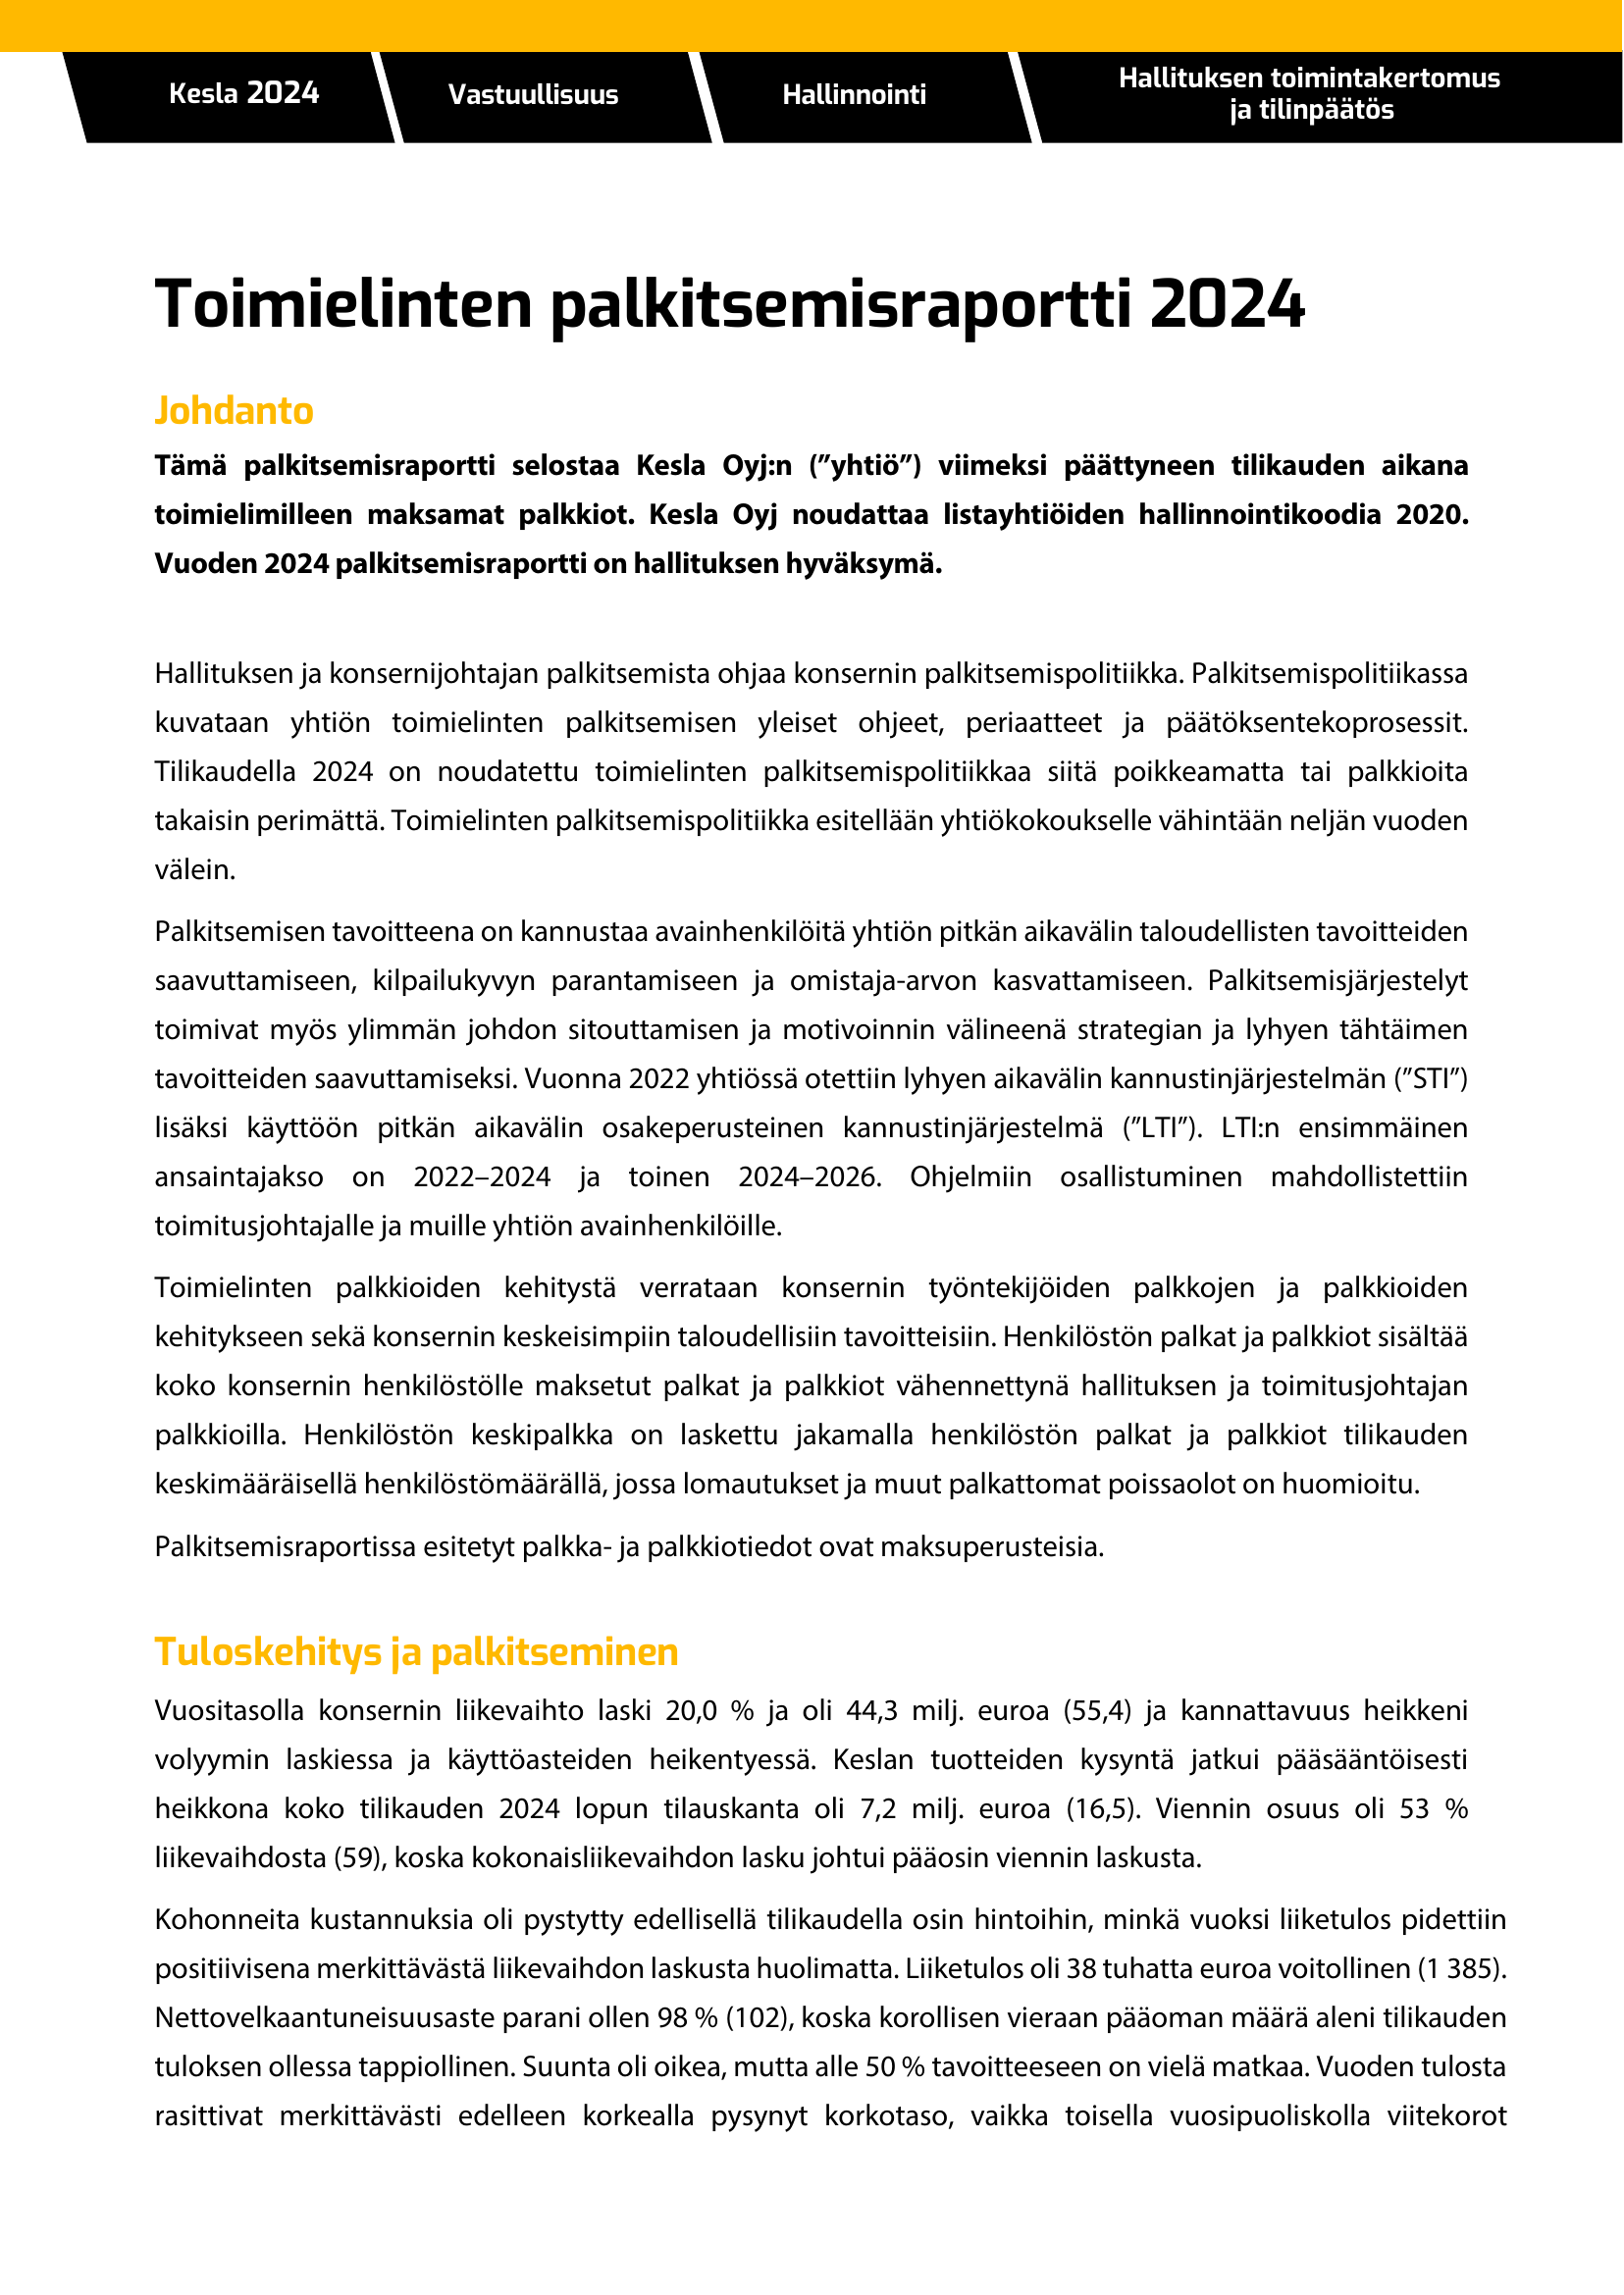 Kesla 2024
Vastuullisuus
Hallinnointi
Hallituksen toimintakertomus
ja tilinpäätös
Toimielinten palkitsemisraportti 2024
Johdanto
Tämä palkitsemisraportti selostaa Kesla Oyj:n (”yhtiö”) viimeksi päättyneen tilikauden aikana
toimielimilleen maksamat palkkiot. Kesla Oyj noudattaa listayhtiöiden hallinnointikoodia 2020.
Vuoden 2024 palkitsemisraportti on hallituksen hyväksymä.
Hallituksen ja konsernijohtajan palkitsemista ohjaa konsernin palkitsemispolitiikka. Palkitsemispolitiikassa
kuvataan yhtiön toimielinten palkitsemisen yleiset ohjeet, periaatteet ja päätöksentekoprosessit.
Tilikaudella 2024 on noudatettu toimielinten palkitsemispolitiikkaa siitä poikkeamatta tai palkkioita
takaisin perimättä. Toimielinten palkitsemispolitiikka esitellään yhtiökokoukselle vähintään neljän vuoden
välein.
Palkitsemisen tavoitteena on kannustaa avainhenkilöitä yhtiön pitkän aikavälin taloudellisten tavoitteiden
saavuttamiseen, kilpailukyvyn parantamiseen ja omistaja-arvon kasvattamiseen. Palkitsemisjärjestelyt
toimivat myös ylimmän johdon sitouttamisen ja motivoinnin välineenä strategian ja lyhyen tähtäimen
tavoitteiden saavuttamiseksi. Vuonna 2022 yhtiössä otettiin lyhyen aikavälin kannustinjärjestelmän (”STI”)
lisäksi käyttöön pitkän aikavälin osakeperusteinen kannustinjärjestelmä (”LTI”). LTI:n ensimmäinen
ansaintajakso on 2022–2024 ja toinen 2024–2026. Ohjelmiin osallistuminen mahdollistettiin
toimitusjohtajalle ja muille yhtiön avainhenkilöille.
Toimielinten palkkioiden kehitystä verrataan konsernin työntekijöiden palkkojen ja palkkioiden
kehitykseen sekä konsernin keskeisimpiin taloudellisiin tavoitteisiin. Henkilöstön palkat ja palkkiot sisältää
koko konsernin henkilöstölle maksetut palkat ja palkkiot vähennettynä hallituksen ja toimitusjohtajan
palkkioilla. Henkilöstön keskipalkka on laskettu jakamalla henkilöstön palkat ja palkkiot tilikauden
keskimääräisellä henkilöstömäärällä, jossa lomautukset ja muut palkattomat poissaolot on huomioitu.
Palkitsemisraportissa esitetyt palkka- ja palkkiotiedot ovat maksuperusteisia.
Tuloskehitys ja palkitseminen
Vuositasolla konsernin liikevaihto laski 20,0 % ja oli 44,3 milj. euroa (55,4) ja kannattavuus heikkeni
volyymin laskiessa ja käyttöasteiden heikentyessä. Keslan tuotteiden kysyntä jatkui pääsääntöisesti
heikkona koko tilikauden 2024 lopun tilauskanta oli 7,2 milj. euroa (16,5). Viennin osuus oli 53 %
liikevaihdosta (59), koska kokonaisliikevaihdon lasku johtui pääosin viennin laskusta.
Kohonneita kustannuksia oli pystytty edellisellä tilikaudella osin hintoihin, minkä vuoksi liiketulos pidettiin
positiivisena merkittävästä liikevaihdon laskusta huolimatta. Liiketulos oli 38 tuhatta euroa voitollinen (1 385).
Nettovelkaantuneisuusaste parani ollen 98 % (102), koska korollisen vieraan pääoman määrä aleni tilikauden
tuloksen ollessa tappiollinen. Suunta oli oikea, mutta alle 50 % tavoitteeseen on vielä matkaa. Vuoden tulosta
rasittivat merkittävästi edelleen korkealla pysynyt korkotaso, vaikka toisella vuosipuoliskolla viitekorot